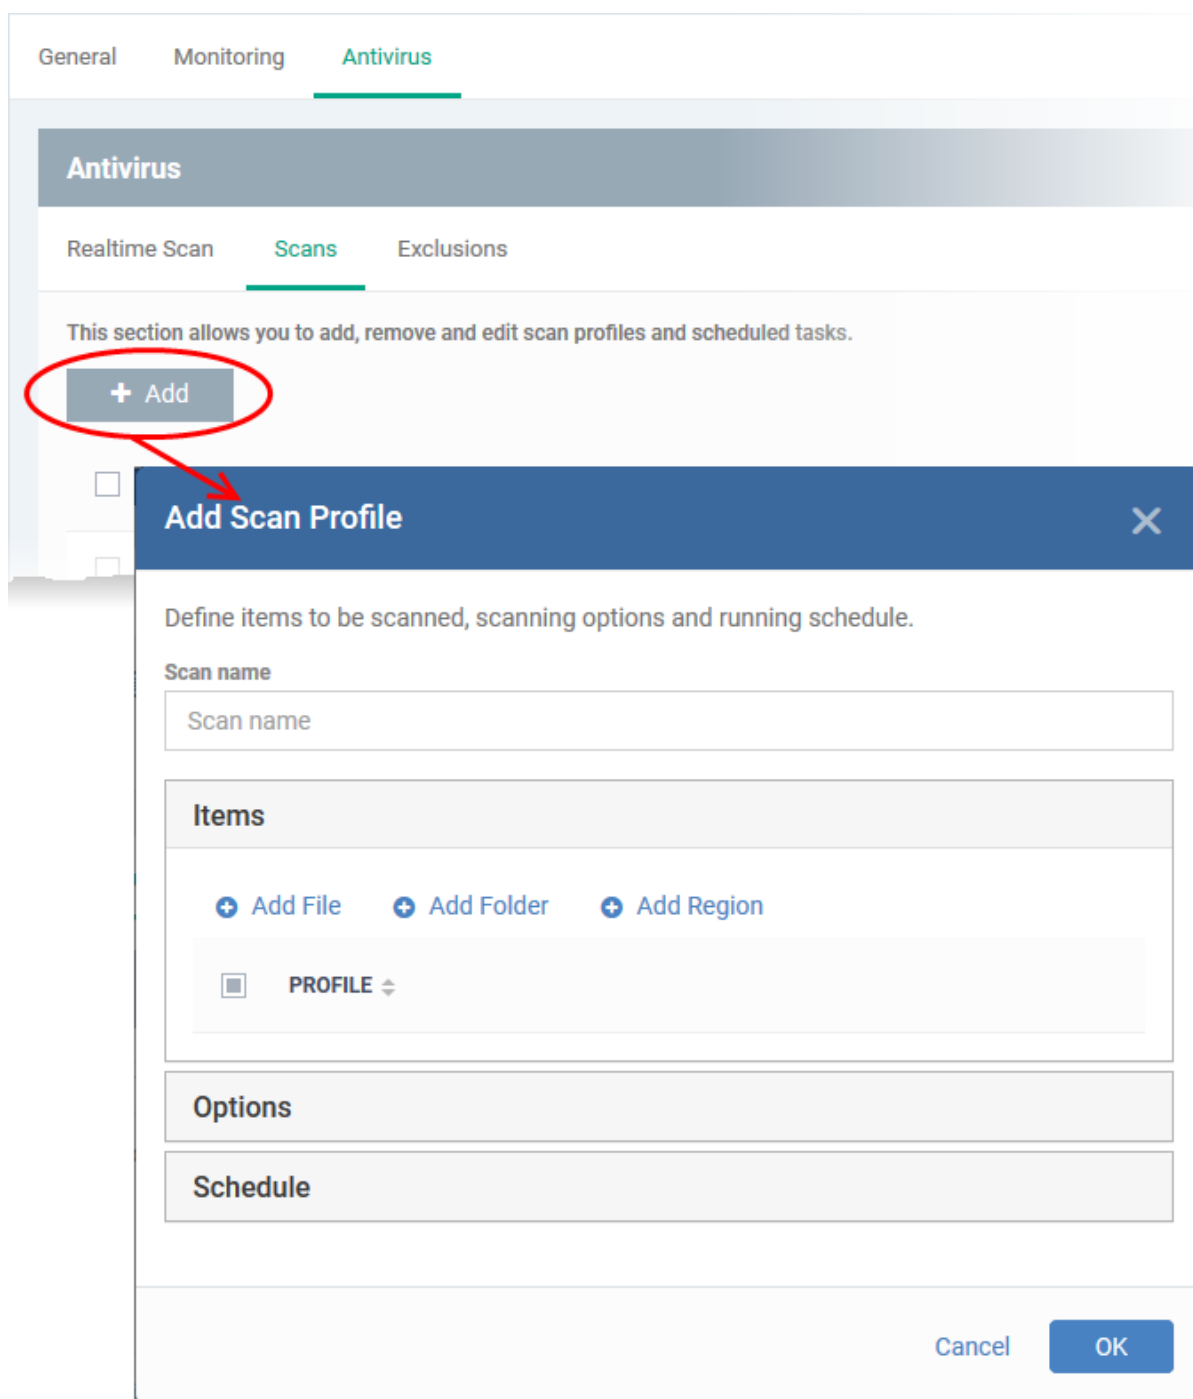 General Monitoring Antivirus
Antivirus
Realtime Scan Scans Exclusions
This section allows you to add, remove and edit scan profiles and scheduled tasks.
+ Add
Add Scan Profile
Define items to be scanned, scanning options and running schedule.
Scan name
Scan name
Items
Add File Add Folder Add Region
PROFILE
Options
Schedule
Cancel OK